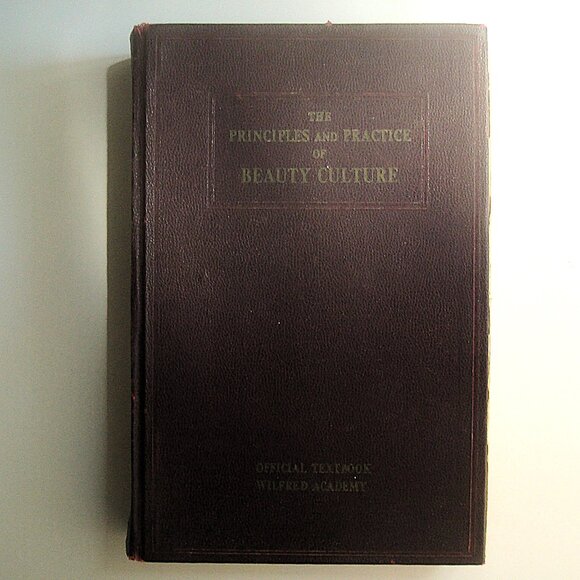 THE
PRINCIPLES AND PRACTICE
OF
BEAUTY CULTURE
OFFICIAL TEXTBOOK
WILFRED ACADEMY